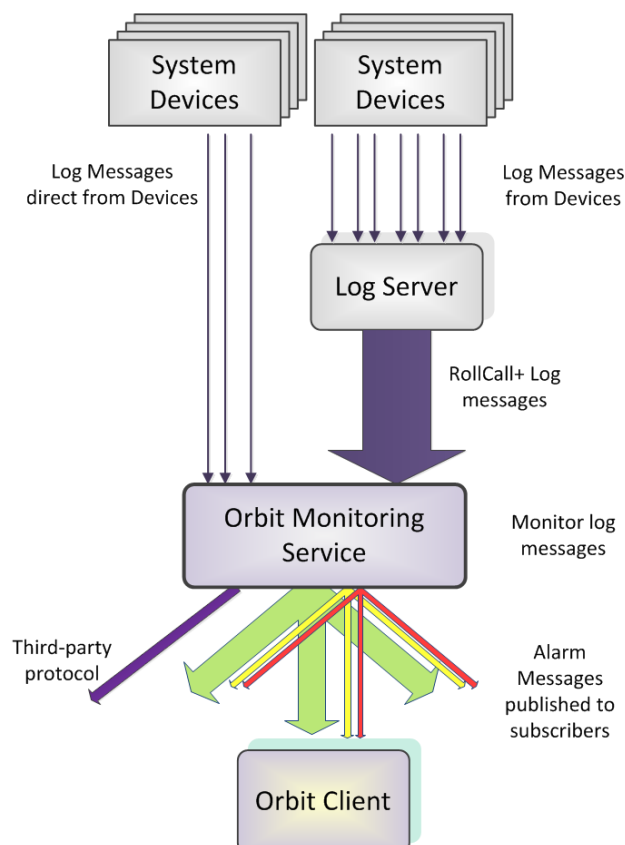 System
Devices
System
Devices
Log Messages
direct from Devices
Log Messages
from Devices
Log Server
RollCall+ Log
messages
Orbit Monitoring
Service
Monitor log
messages
Third-party
protocol
Alarm
Messages
published to
subscribers
Orbit Client